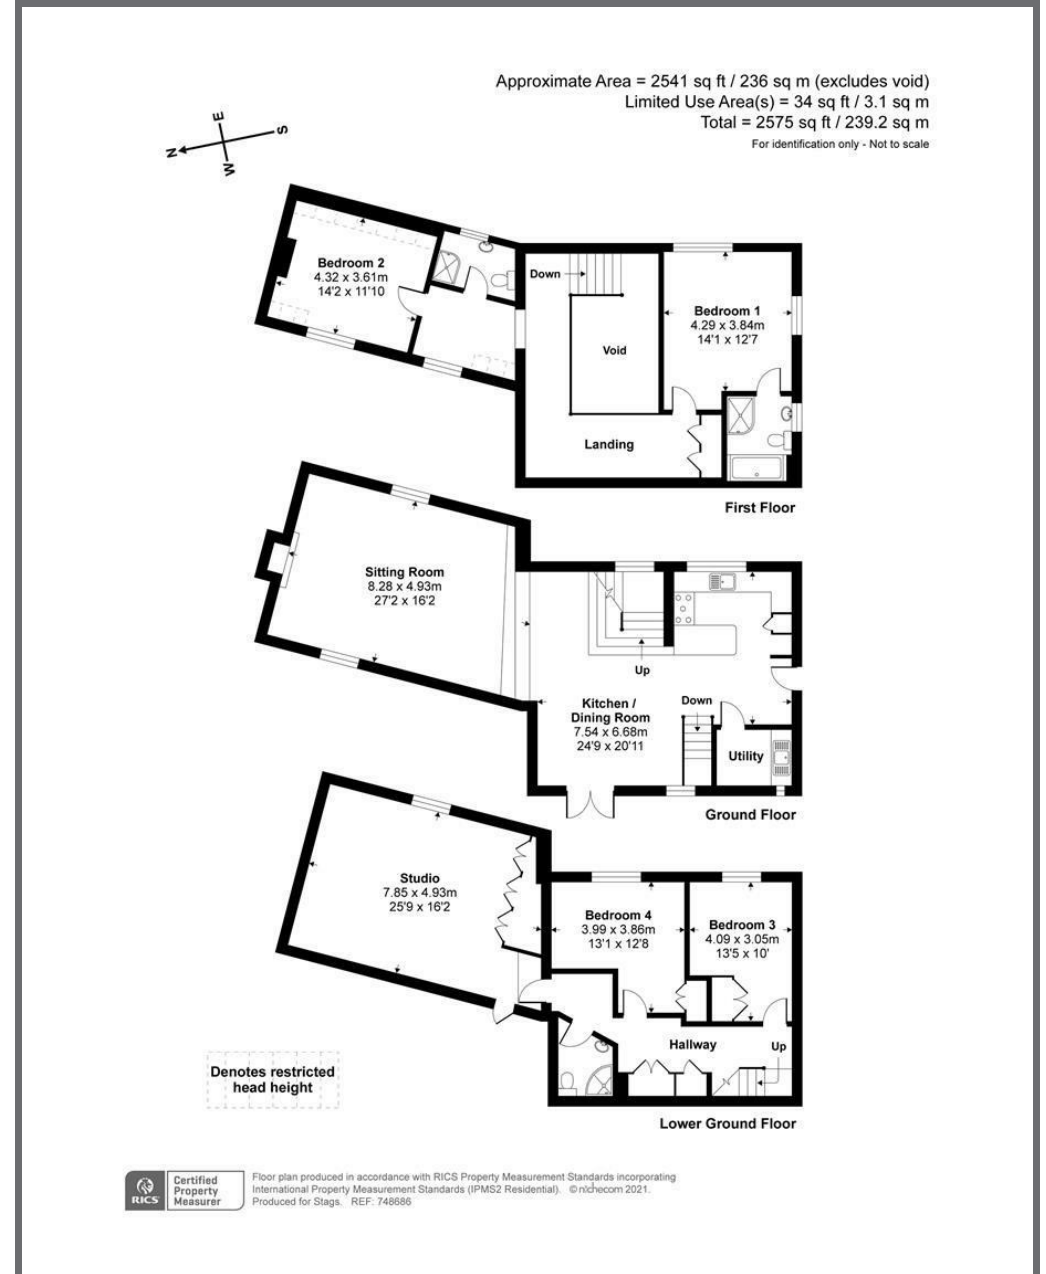 Approximate Area = 2541 sq ft / 236 sq m (excludes void)
Limited Use Area(s) = 34 sq ft / 3.1 sq m
Total = 2575 sq ft / 239.2 sq m
For identification only - Not to scale
E
S
N
W
Bedroom 2
4.32 x 3.61m
14'2 x 11'10
Down
Bedroom 1
4.29 x 3.84m
14'1 x 12'7
Void
Landing
First Floor
Sitting Room
8.28 x 4.93m
27'2 x 16'2
Up
Kitchen /
Dining Room
7.54 x 6.68m
24'9 x 20'11
Down
Utility
Ground Floor
Studio
7.85 x 4.93m
25'9 x 16'2
Bedroom 4
3.99 x 3.86m
13'1 x 12'8
Bedroom 3
4.09 x 3.05m
13'5 x 10'
Hallway
Up
Lower Ground Floor
Denotes restricted
head height
RICS
Certified
Property
Measurer
Floor plan produced in accordance with RICS Property Measurement Standards incorporating
International Property Measurement Standards (IPMS2 Residential). © nichecom 2021.
Produced for Stags. REF: 748686